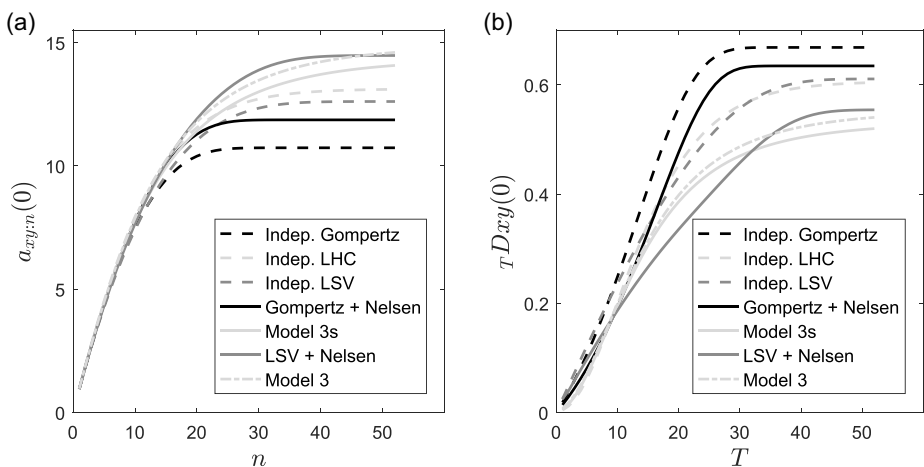 (a)
15
10
5
0
0 10 20 30 40 50
n
a_{xy:n}(0)
Indep. Gompertz
Indep. LHC
Indep. LSV
Gompertz + Nelsen
Model 3s
LSV + Nelsen
Model 3
(b)
0.6
0.4
0.2
0
0 10 20 30 40 50
T
_TDxy(0)
Indep. Gompertz
Indep. LHC
Indep. LSV
Gompertz + Nelsen
Model 3s
LSV + Nelsen
Model 3